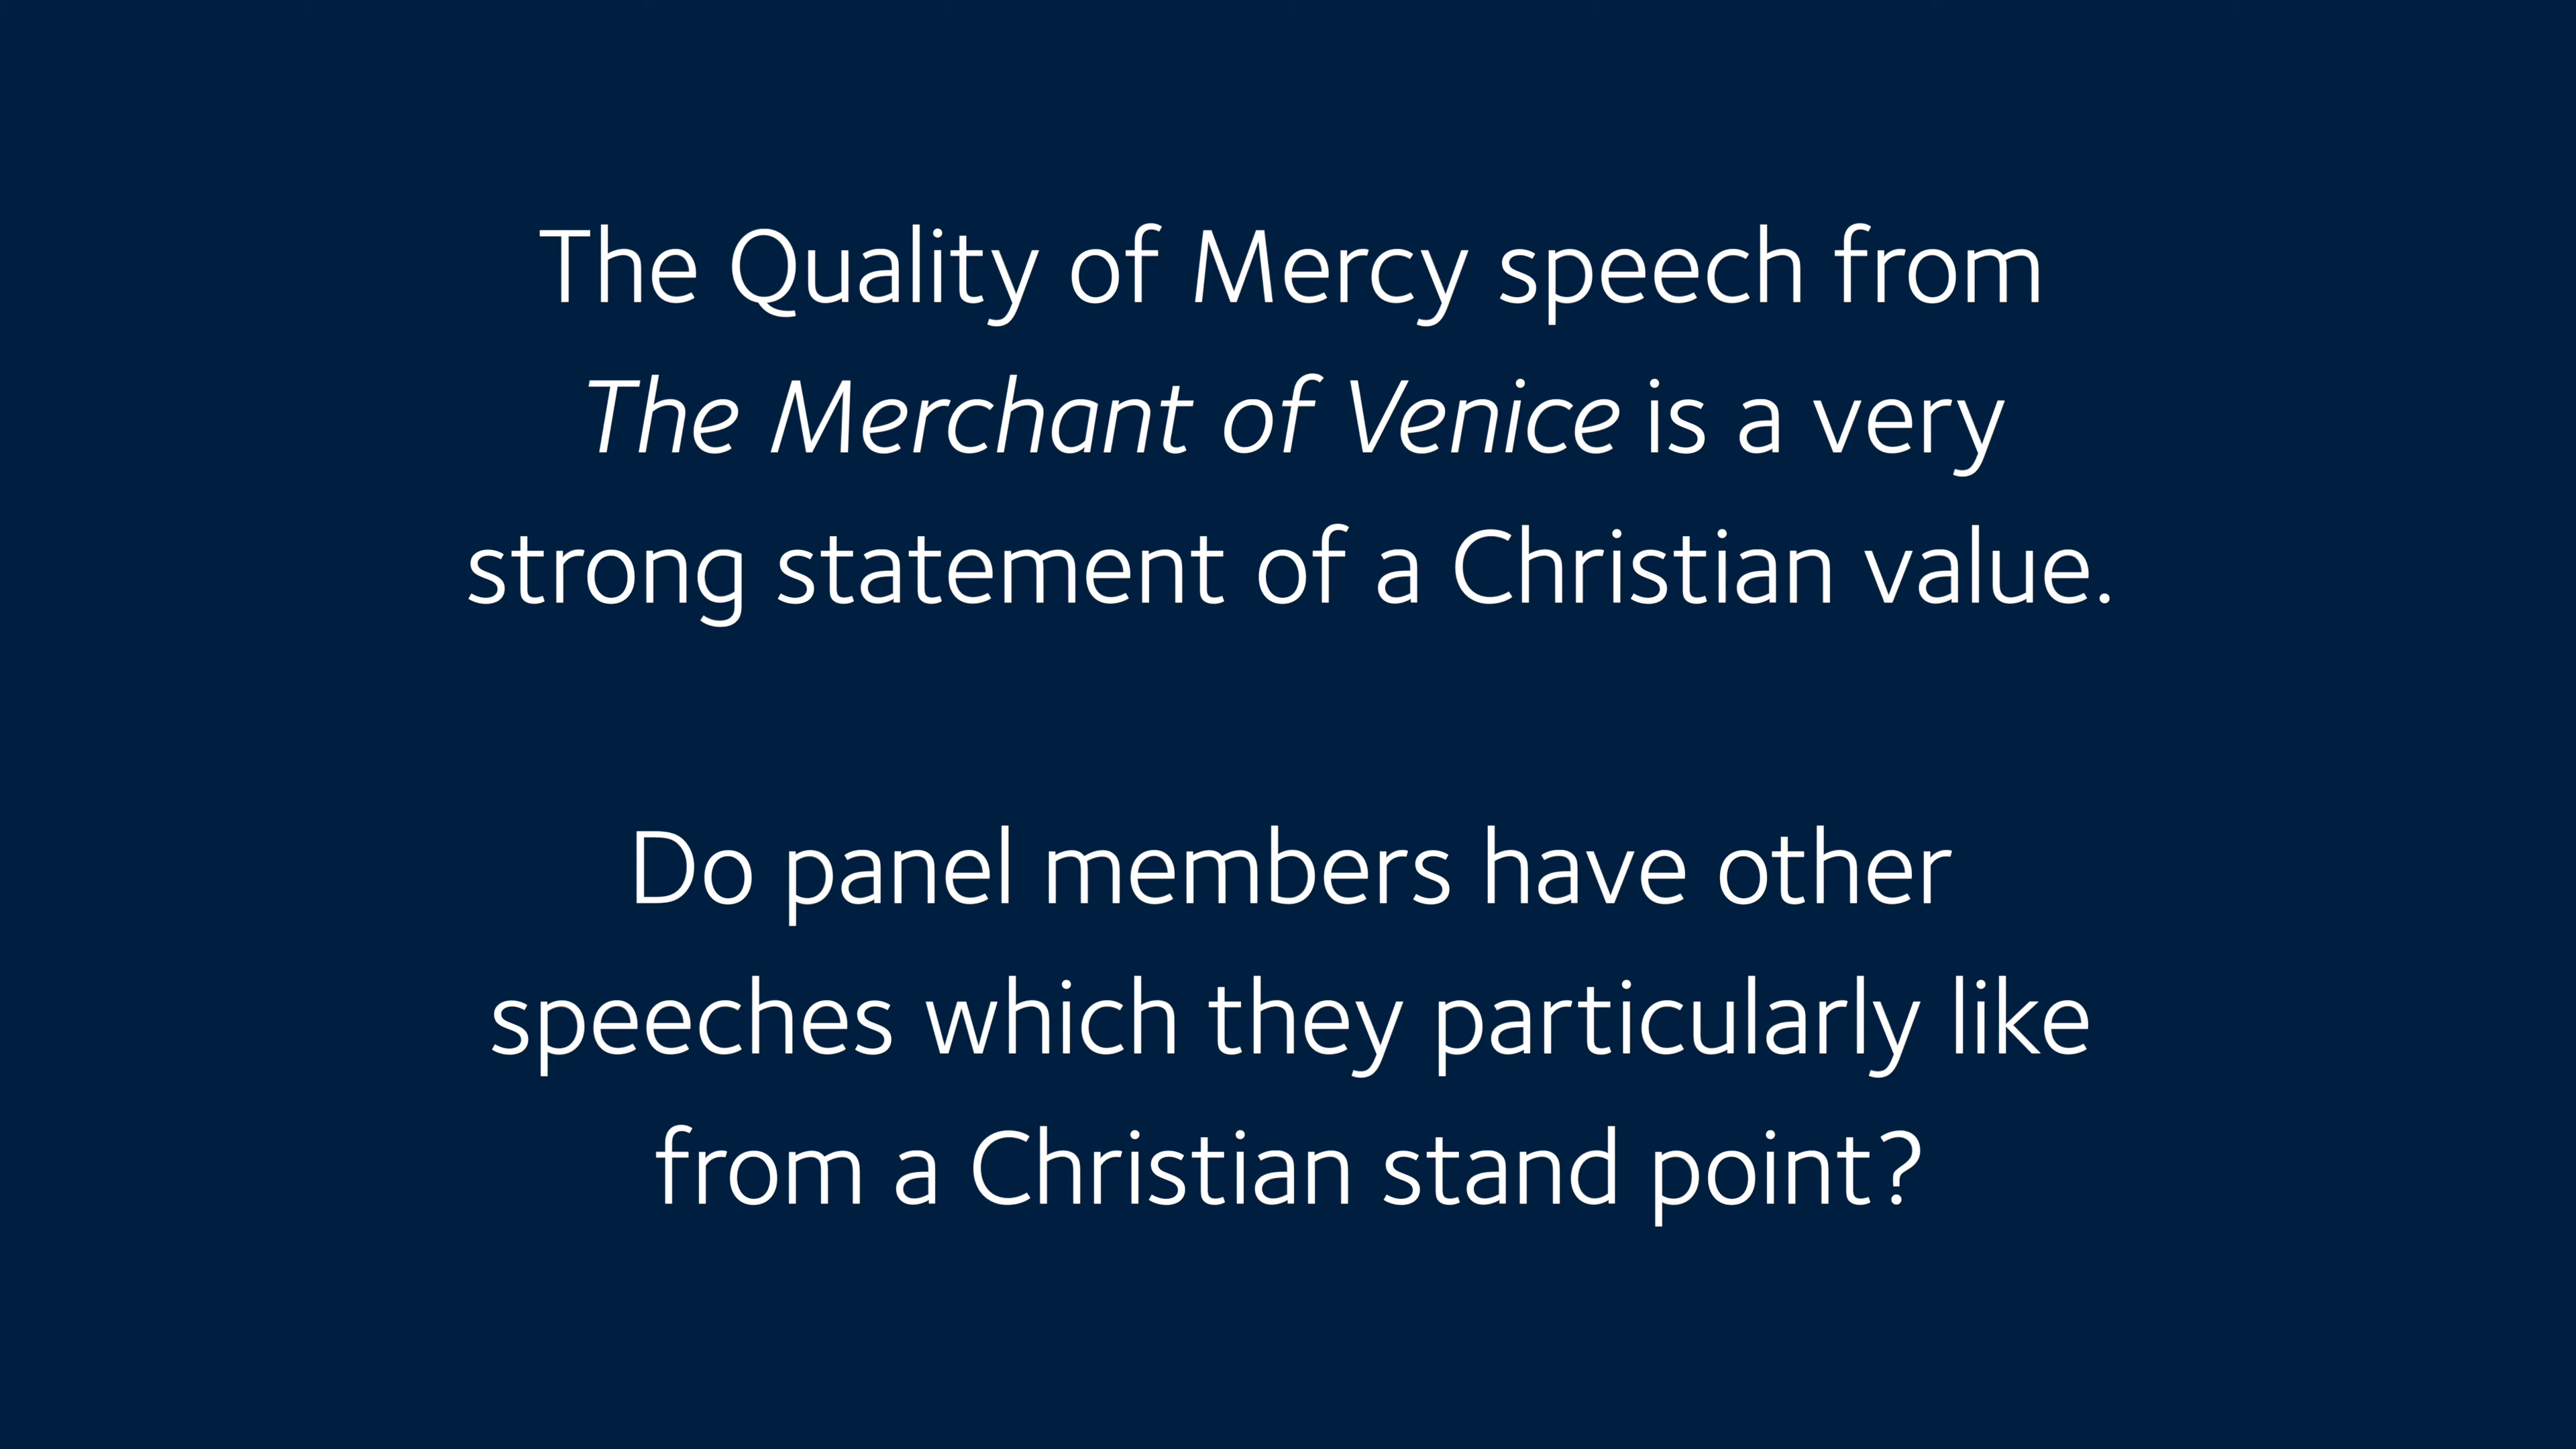 The Quality of Mercy speech from
The Merchant of Venice is a very
strong statement of a Christian value.
Do panel members have other
speeches which they particularly like
from a Christian stand point?